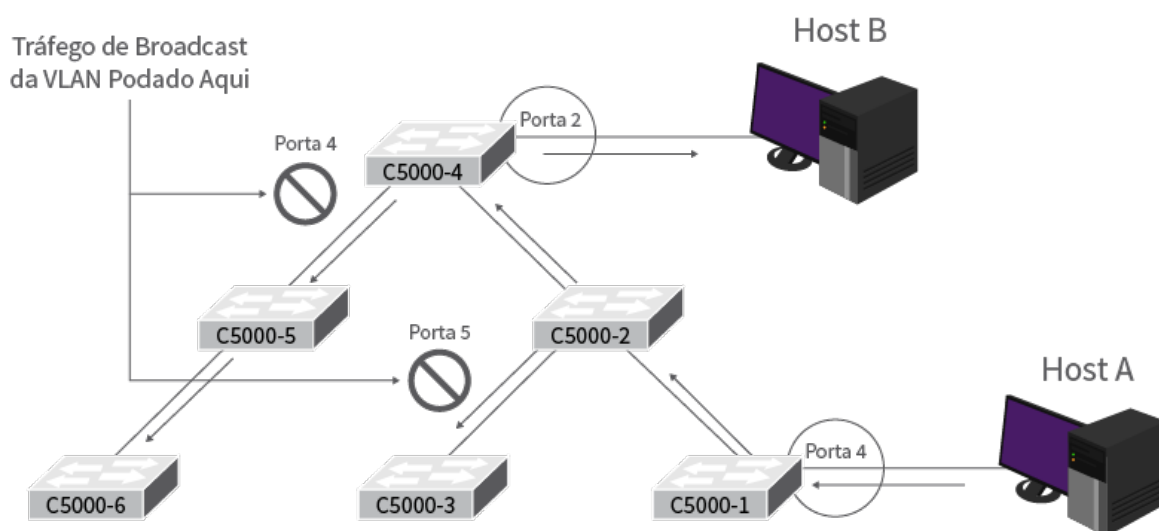 Host B
Tráfego de Broadcast
da VLAN Podado Aqui
Porta 2
Porta 4
C5000-4
C5000-5
Porta 5
C5000-2
Host A
Porta 4
C5000-6
C5000-3
C5000-1